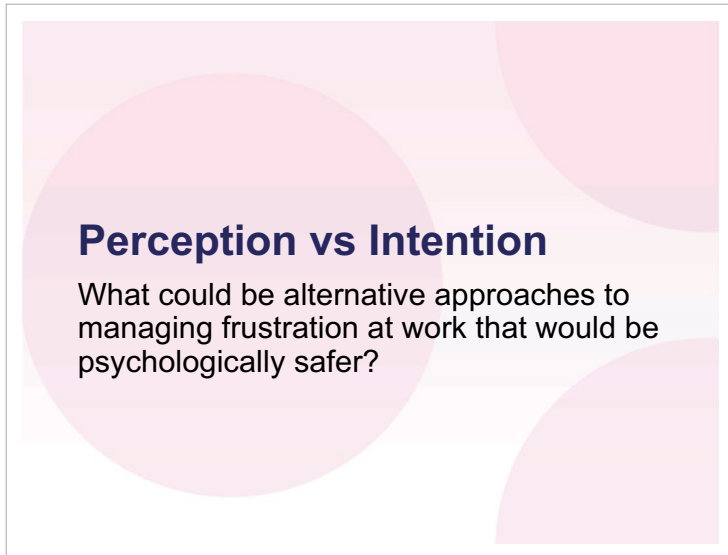 Perception vs Intention
What could be alternative approaches to
managing frustration at work that would be
psychologically safer?